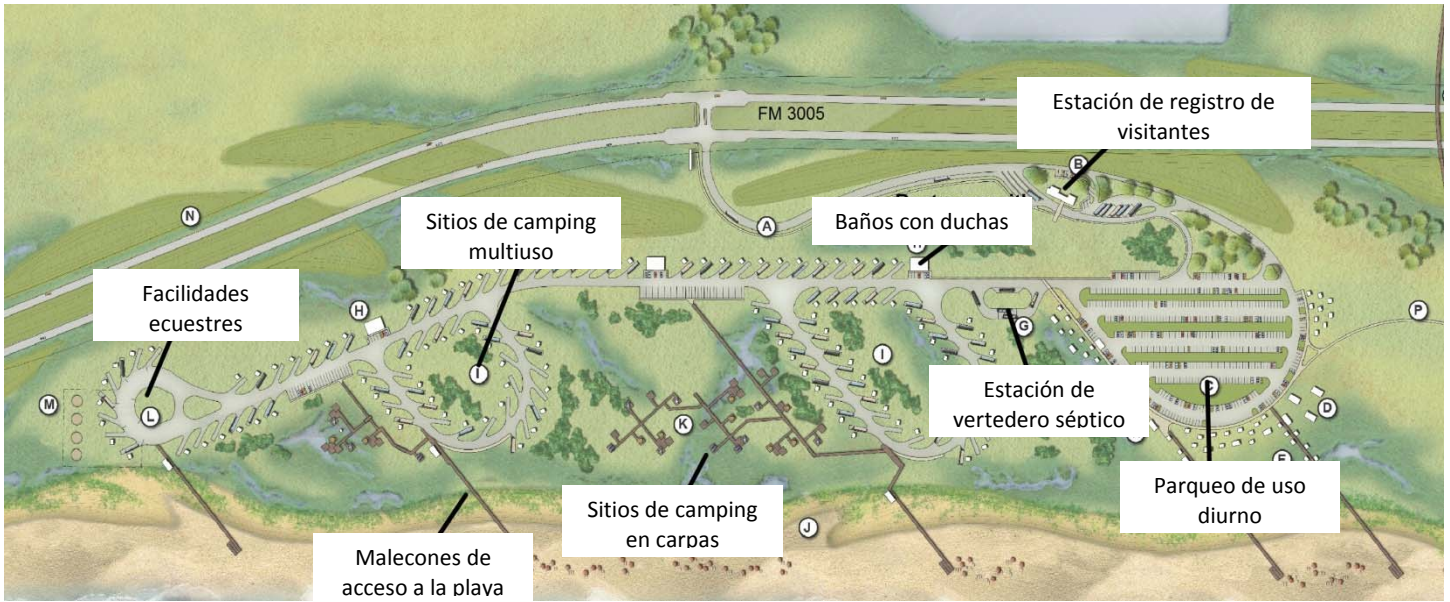 Estación de registro de
visitantes
FM 3005
B
N
A
Sitios de camping
multiuso
Baños con duchas
Facilidades
ecuestres
H
P
G
I
I
Estación de
vertedero séptico
C
M
L
D
K
E
Parqueo de uso
diurno
Sitios de camping
en carpas
J
Malecones de
acceso a la playa